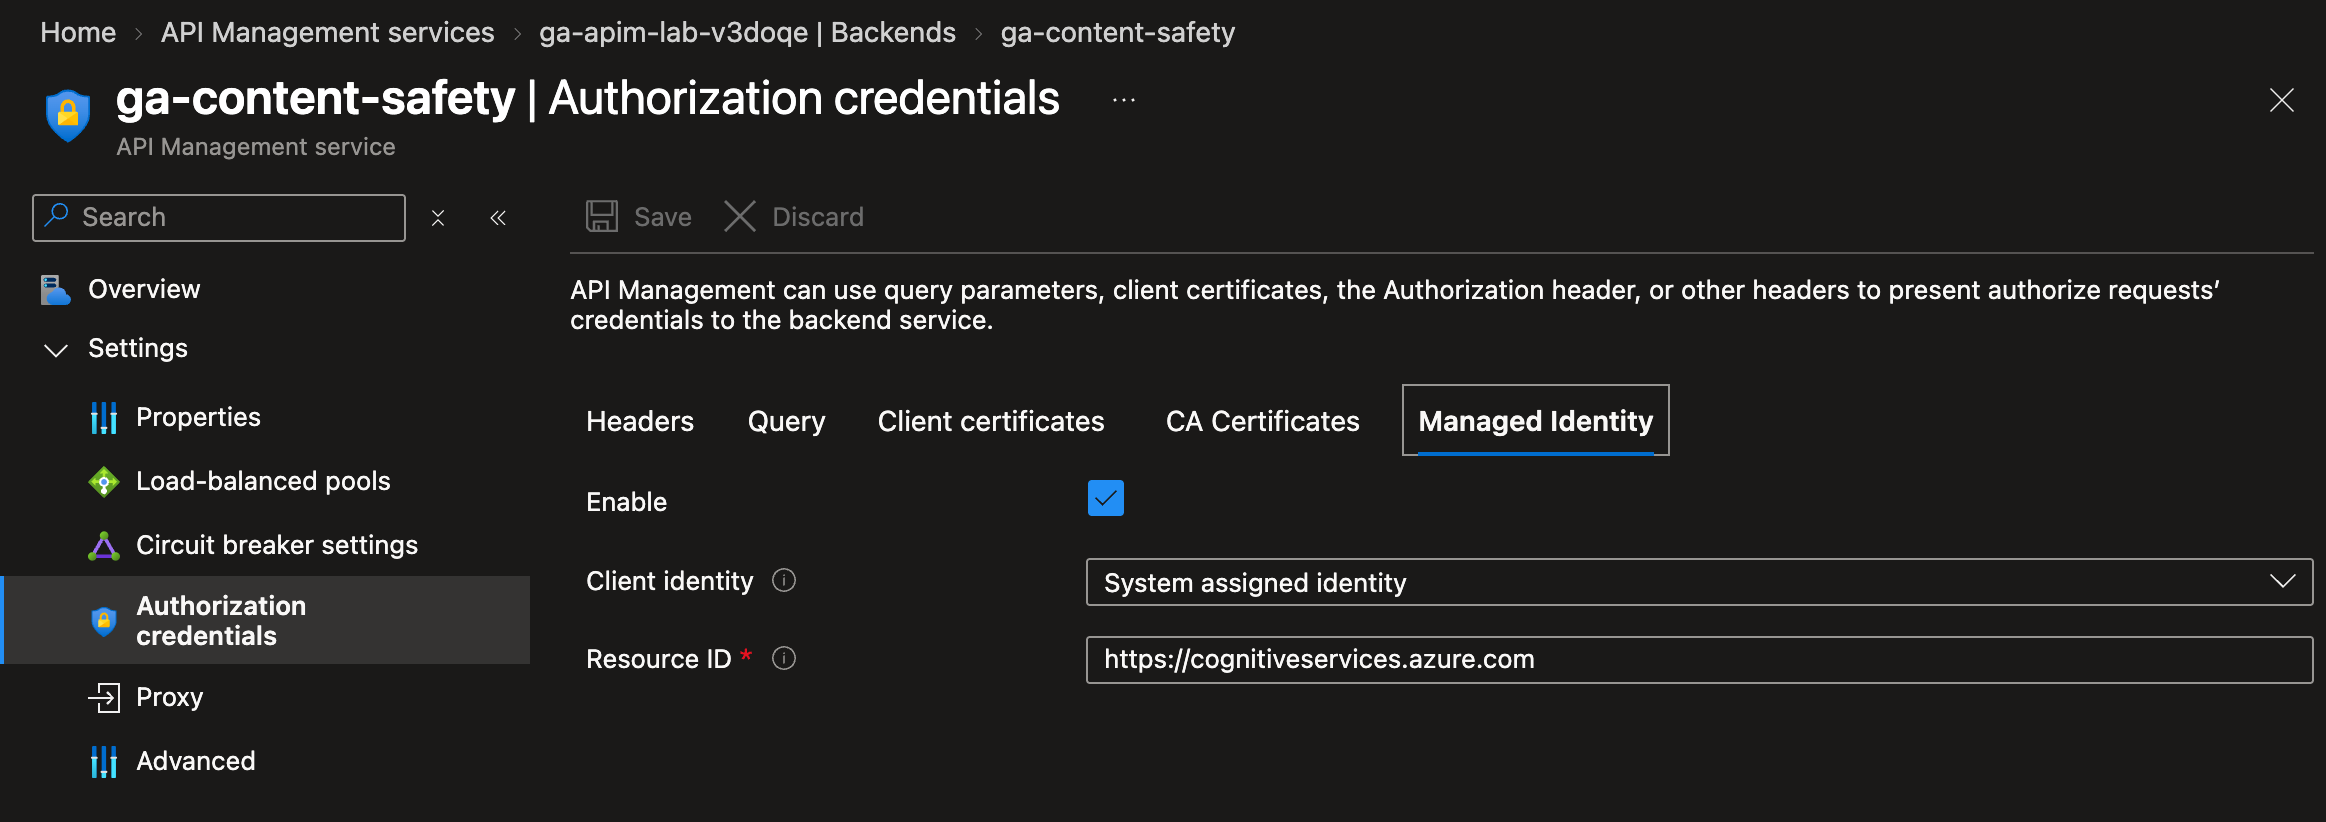 Home > API Management services > ga-apim-lab-v3doqe | Backends > ga-content-safety
ga-content-safety | Authorization credentials ...
API Management service
Search
Save
Discard
Overview
Settings
Properties
Load-balanced pools
Circuit breaker settings
Authorization
credentials
Proxy
Advanced
API Management can use query parameters, client certificates, the Authorization header, or other headers to present authorize requests’
credentials to the backend service.
Headers Query Client certificates CA Certificates Managed Identity
Enable
Client identity System assigned identity
Resource ID * https://cognitiveservices.azure.com